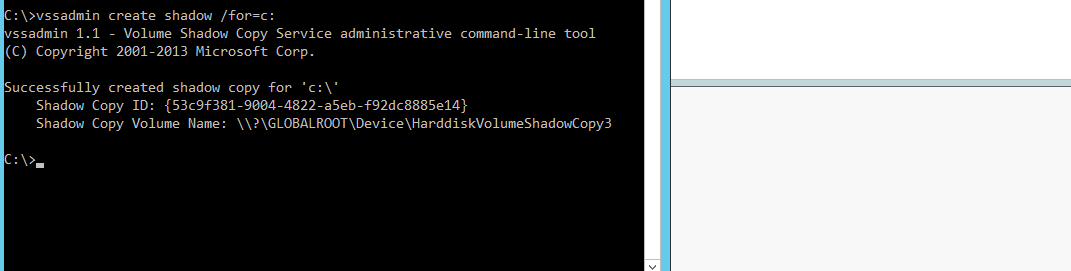 C:\>vssadmin create shadow /for=c:
vssadmin 1.1 - Volume Shadow Copy Service administrative command-line tool
(C) Copyright 2001-2013 Microsoft Corp.
Successfully created shadow copy for 'c:\'
Shadow Copy ID: {53c9f381-9004-4822-a5eb-f92dc8885e14}
Shadow Copy Volume Name: \\?\GLOBALROOT\Device\HarddiskVolumeShadowCopy3
C:\>